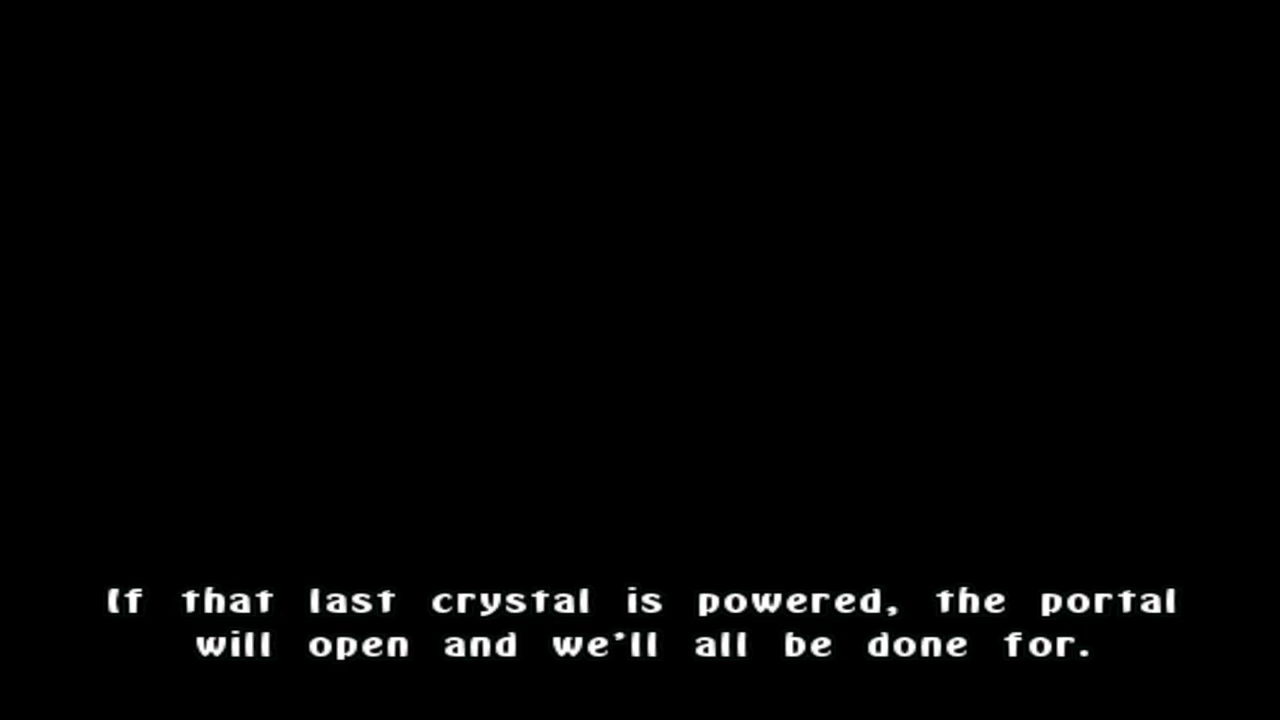 If that last crystal is powered, the portal
will open and we'll all be done for.